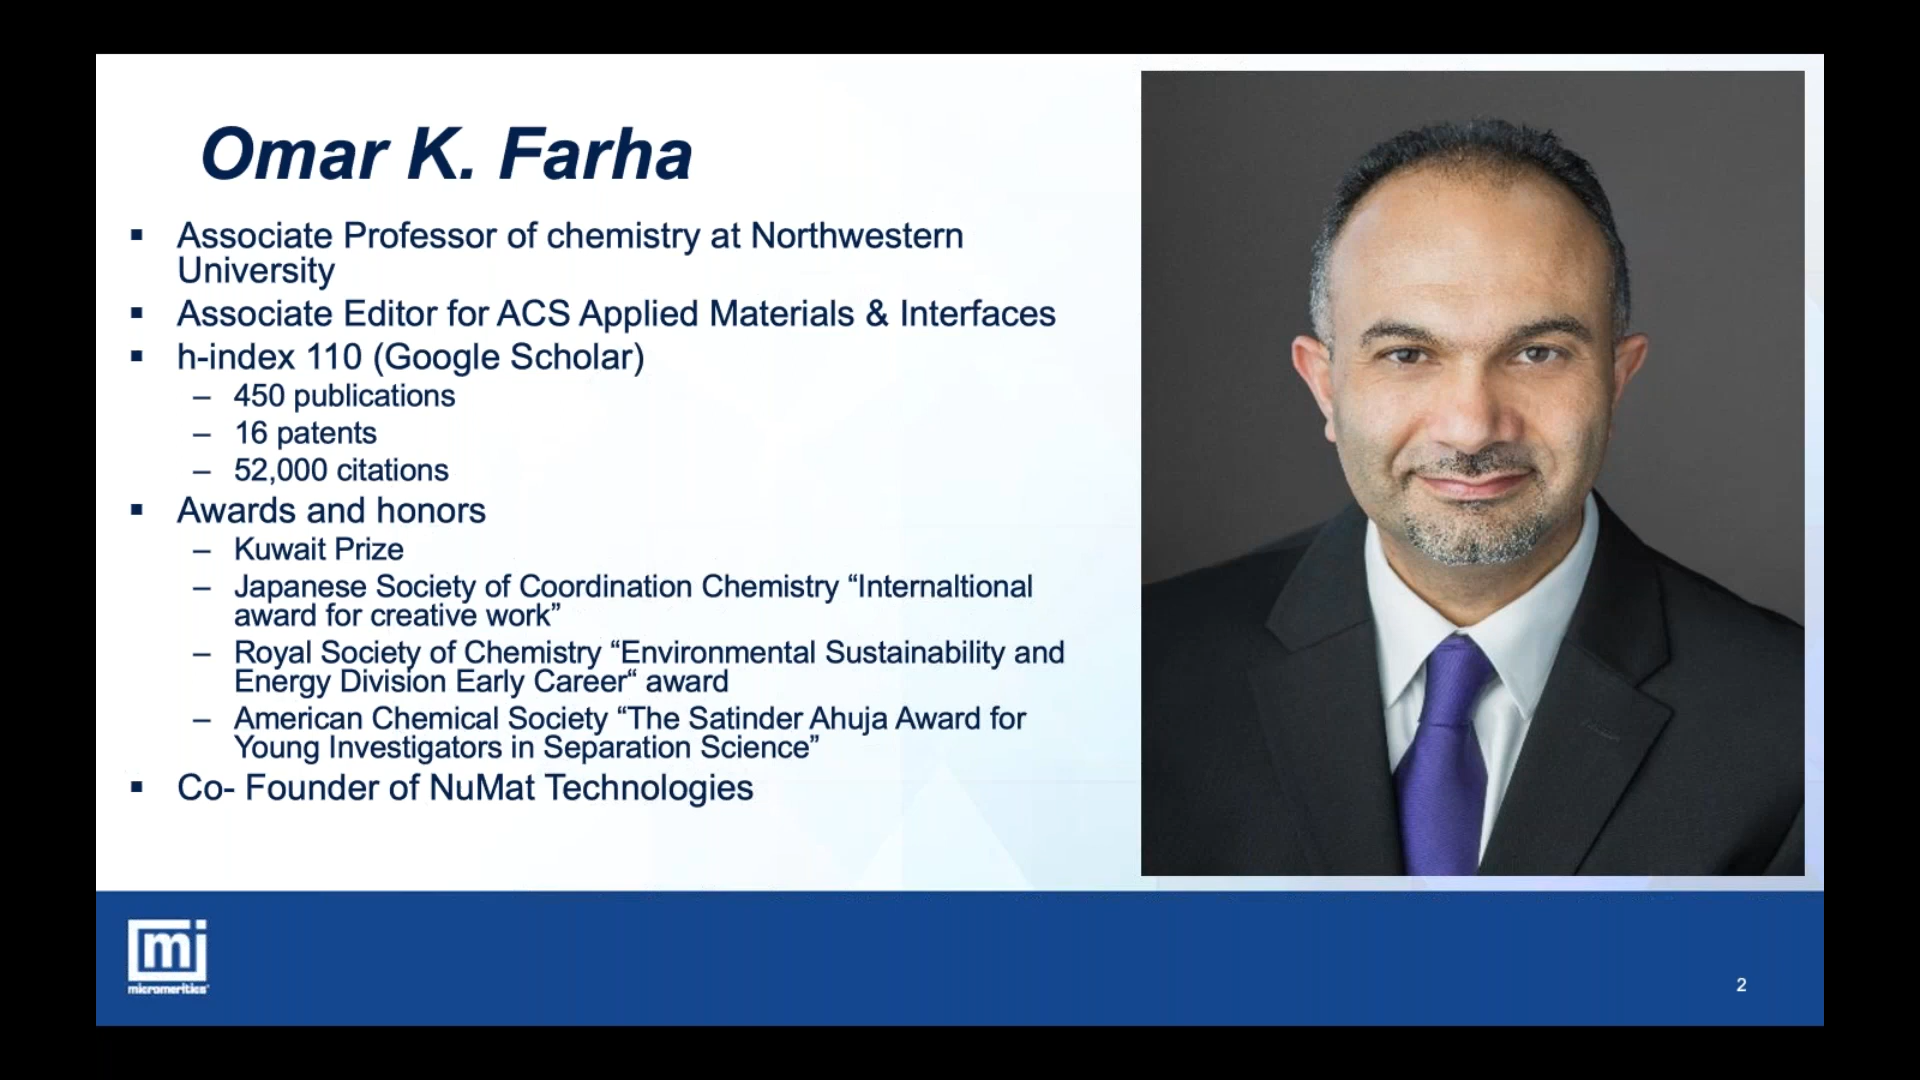 Omar K. Farha
▪ Associate Professor of chemistry at Northwestern
University
▪ Associate Editor for ACS Applied Materials & Interfaces
▪ h-index 110 (Google Scholar)
– 450 publications
– 16 patents
– 52,000 citations
▪ Awards and honors
– Kuwait Prize
– Japanese Society of Coordination Chemistry “Internaltional
award for creative work”
– Royal Society of Chemistry “Environmental Sustainability and
Energy Division Early Career“ award
– American Chemical Society “The Satinder Ahuja Award for
Young Investigators in Separation Science”
▪ Co- Founder of NuMat Technologies
mi
micromeritics®
2